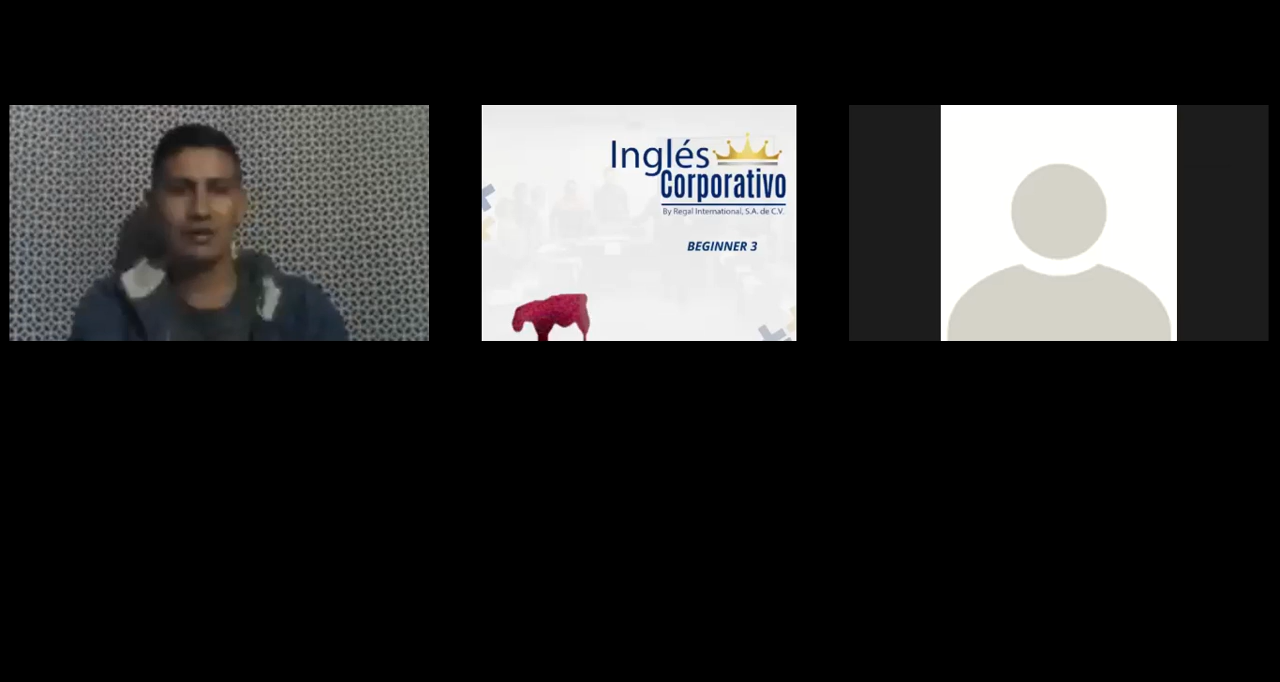 Inglés
Corporativo
By Regal International, S.A. de C.V.
BEGINNER 3